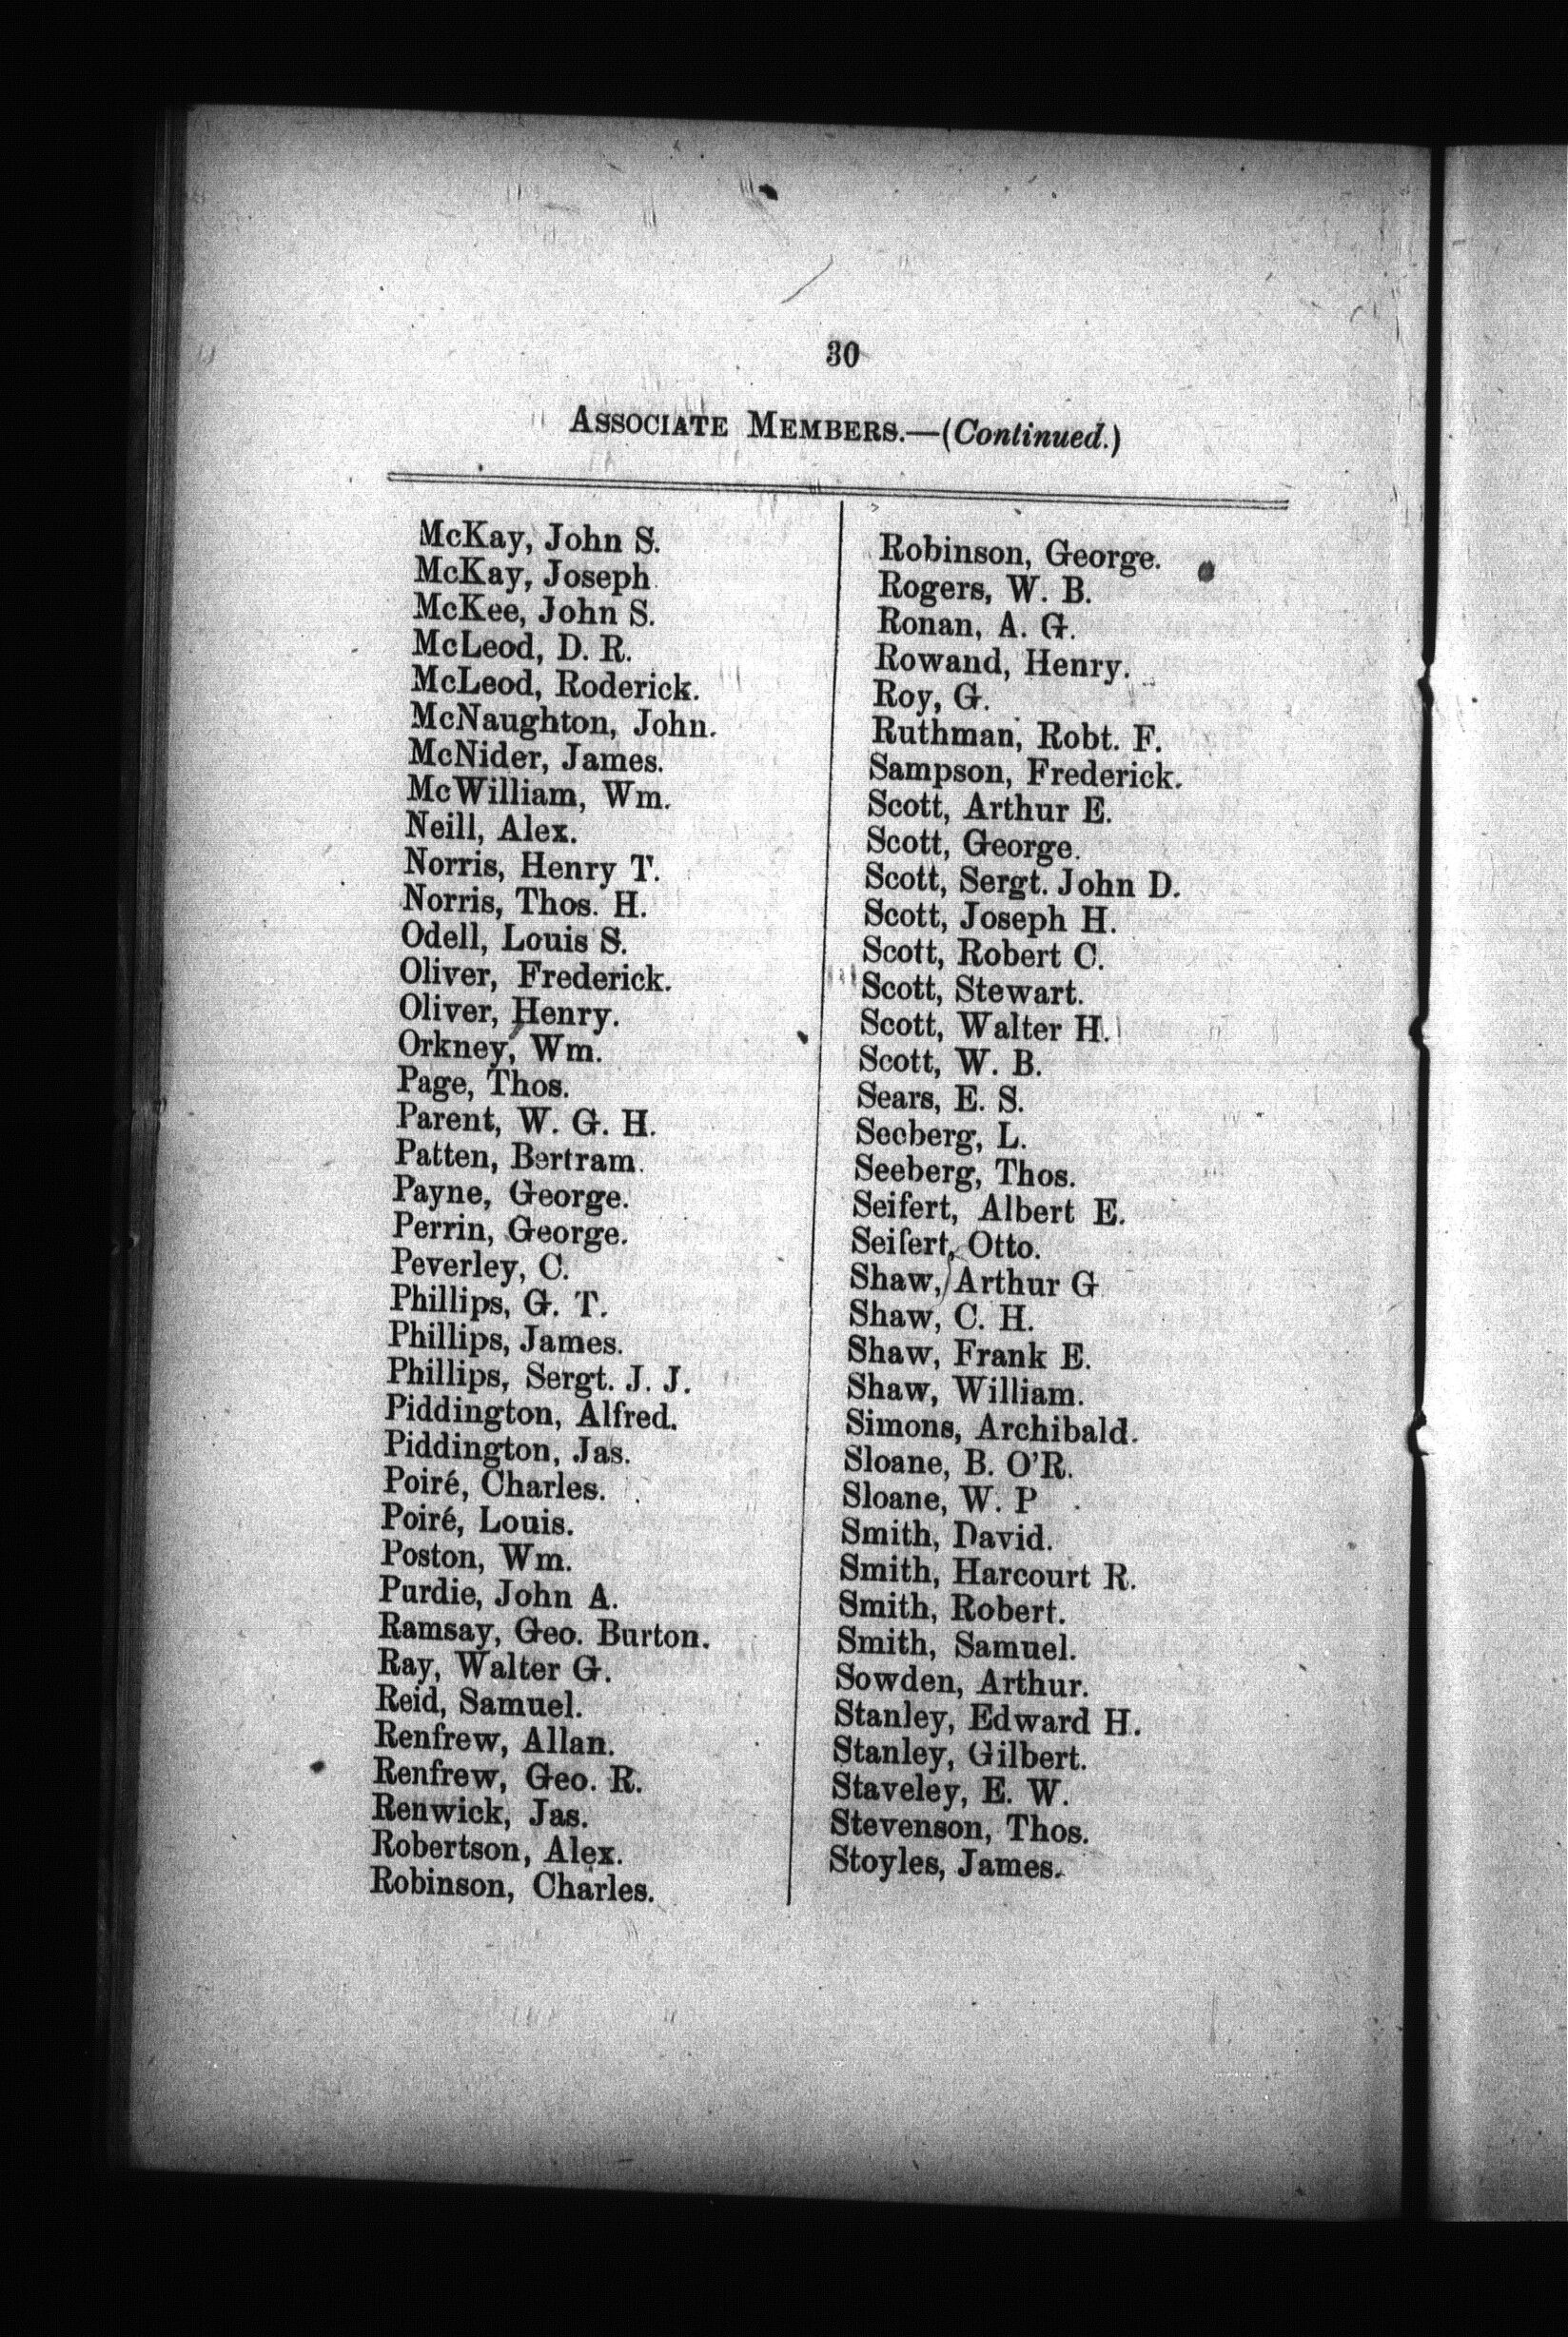 30
ASSOCIATE MEMBERS.—(Continued.)
McKay, John S.
McKay, Joseph
McKee, John S.
McLeod, D. R.
McLeod, Roderick.
McNaughton, John.
McNider, James.
McWilliam, Wm.
Neill, Alex.
Norris, Henry T.
Norris, Thos. H.
Odell, Louis S.
Oliver, Frederick.
Oliver, Henry.
Orkney, Wm.
Page, Thos.
Parent, W. G. H.
Patten, Bertram.
Payne, George.
Perrin, George.
Peverley, C.
Phillips, G. T.
Phillips, James.
Phillips, Sergt. J. J.
Piddington, Alfred.
Piddington, Jas.
Poiré, Charles.
Poiré, Louis.
Poston, Wm.
Purdie, John A.
Ramsay, Geo. Burton.
Ray, Walter G.
Reid, Samuel.
Renfrew, Allan.
Renfrew, Geo. R.
Renwick, Jas.
Robertson, Alex.
Robinson, Charles.
Robinson, George.
Rogers, W. B.
Ronan, A. G.
Rowand, Henry.
Roy, G.
Ruthman, Robt. F.
Sampson, Frederick.
Scott, Arthur E.
Scott, George.
Scott, Sergt. John D.
Scott, Joseph H.
Scott, Robert C.
Scott, Stewart.
Scott, Walter H.
Scott, W. B.
Sears, E. S.
Seeberg, L.
Seeberg, Thos.
Seifert, Albert E.
Seifert, Otto.
Shaw, Arthur G
Shaw, C. H.
Shaw, Frank E.
Shaw, William.
Simons, Archibald.
Sloane, B. O'R.
Sloane, W. P
Smith, David.
Smith, Harcourt R.
Smith, Robert.
Smith, Samuel.
Sowden, Arthur.
Stanley, Edward H.
Stanley, Gilbert.
Staveley, E. W.
Stevenson, Thos.
Stoyles, James.